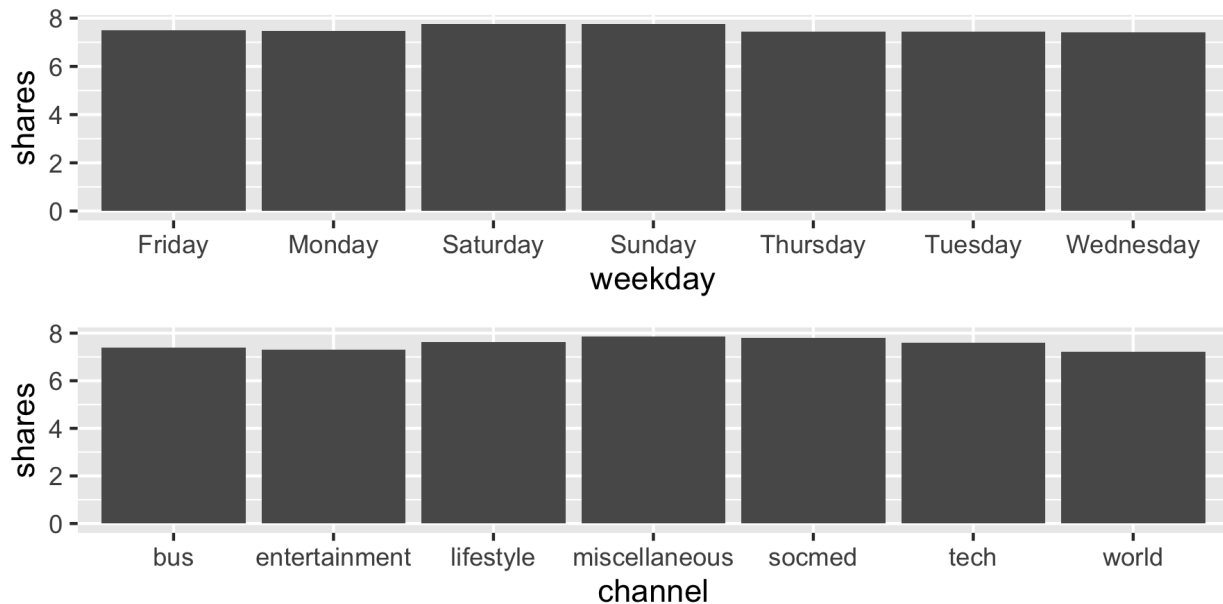 8
6
4
2
0
shares
Friday Monday Saturday Sunday Thursday Tuesday Wednesday
weekday
8
6
4
2
0
shares
bus entertainment lifestyle miscellaneous socmed tech world
channel